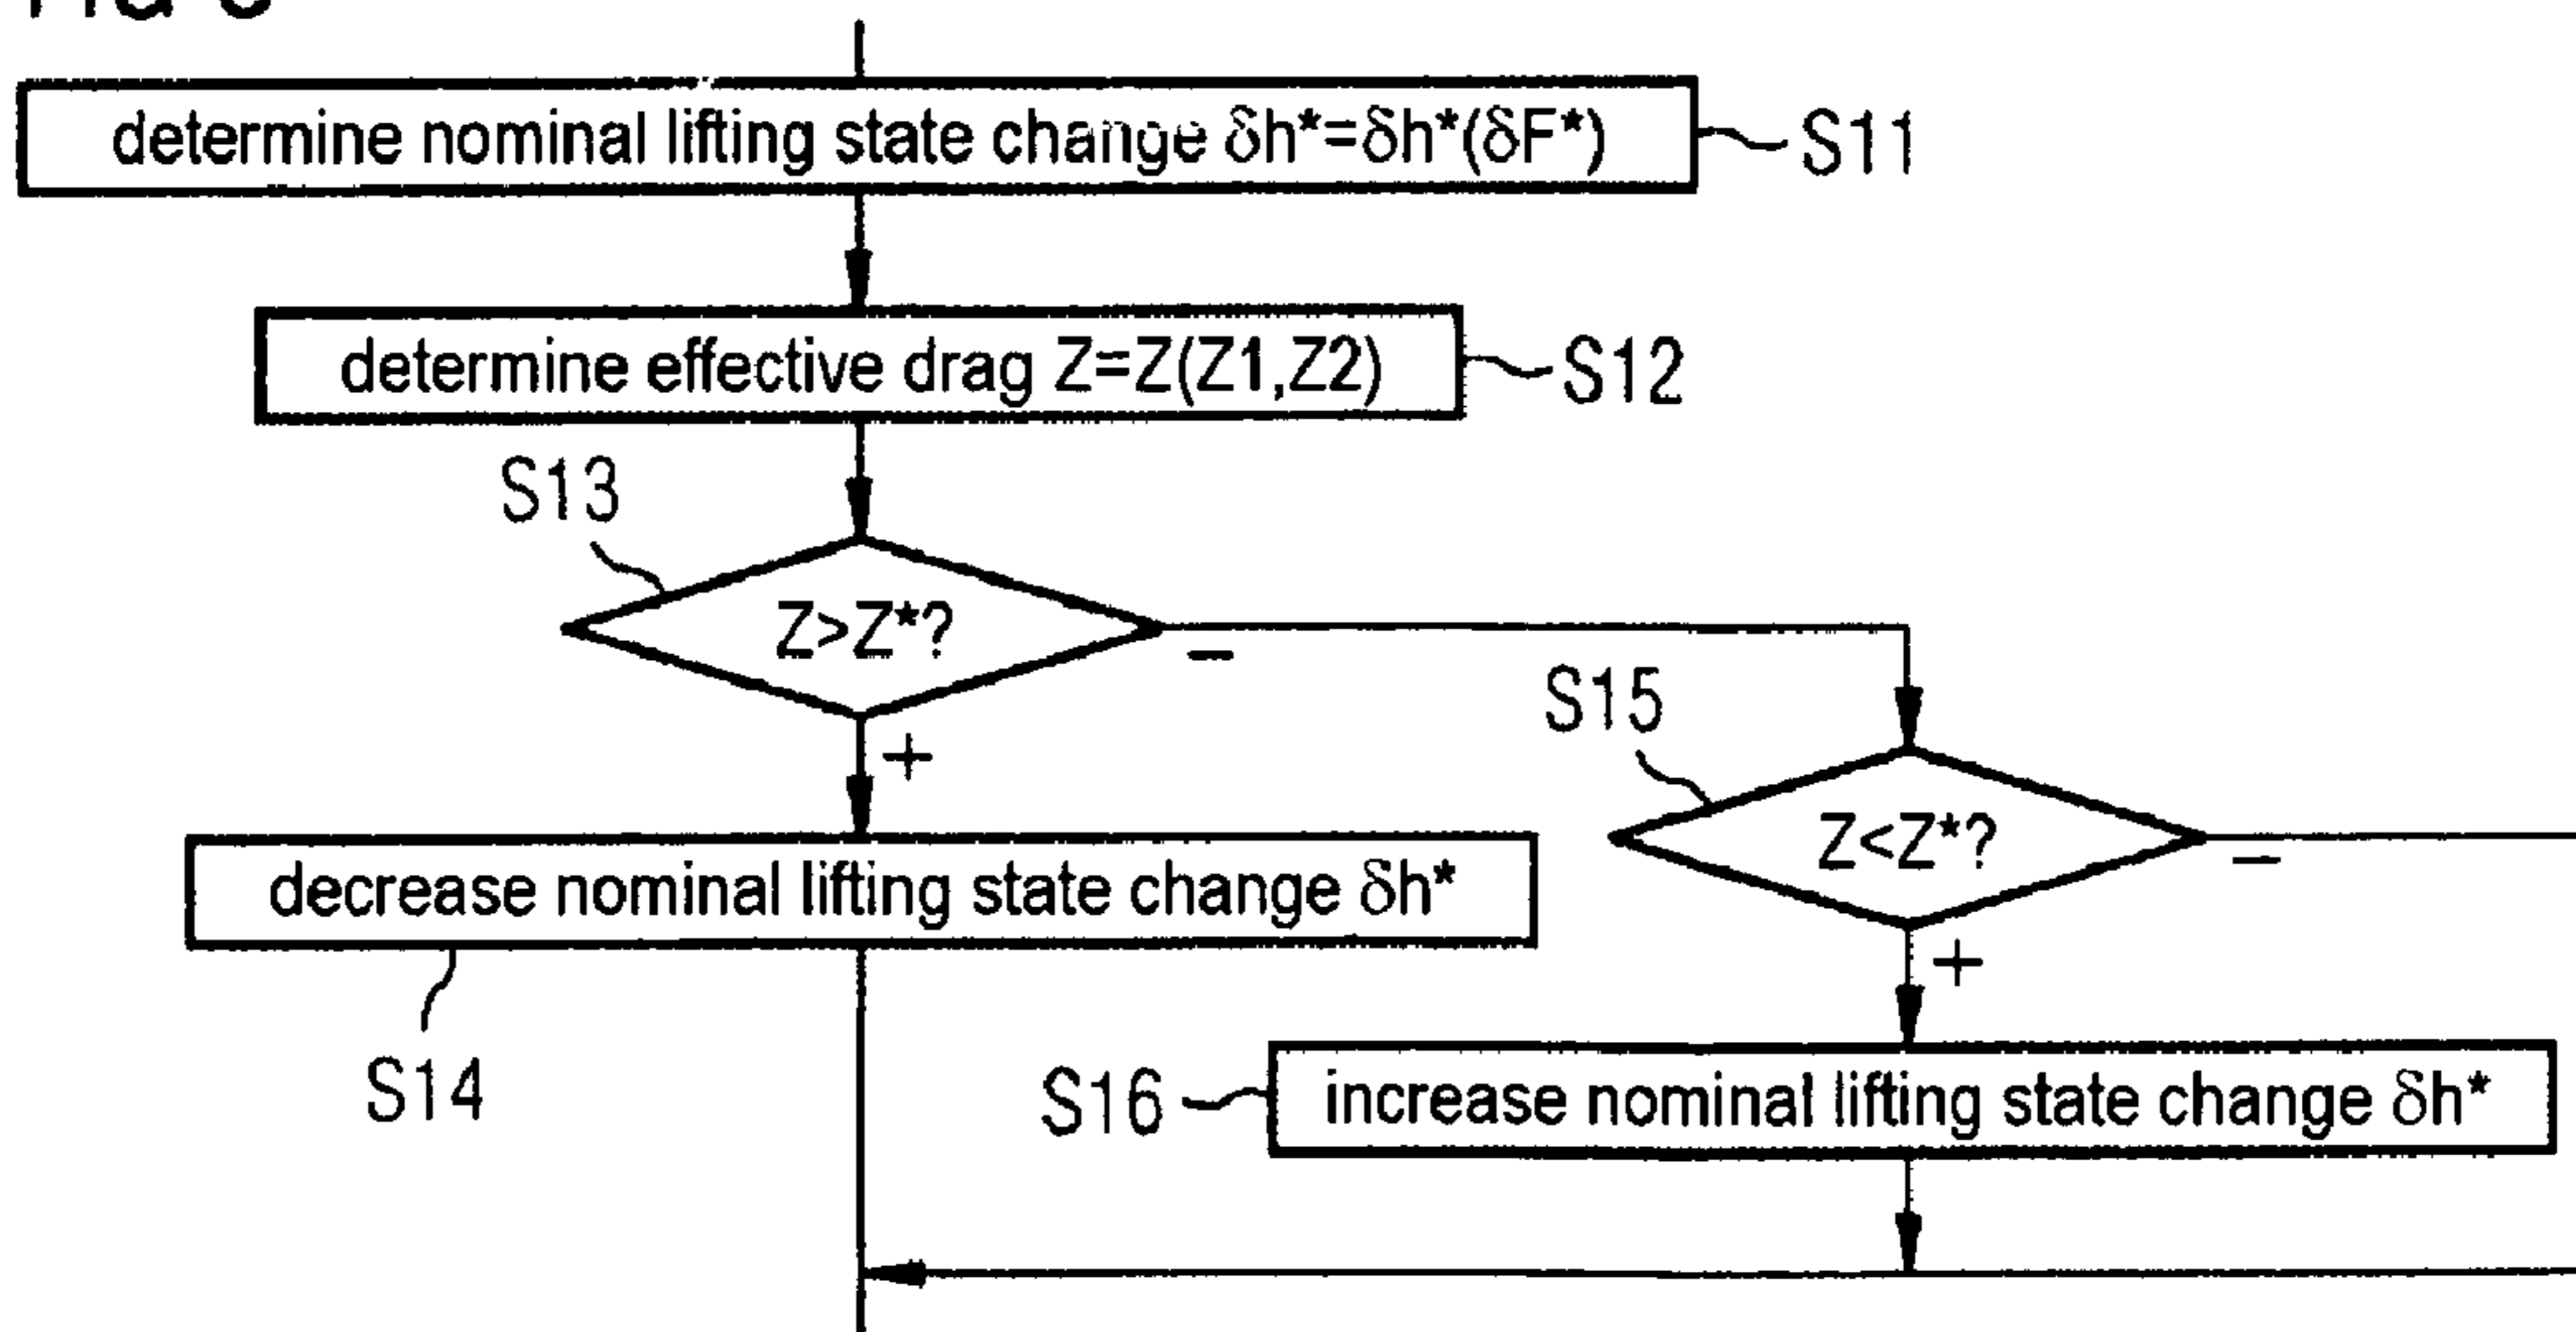 determine nominal lifting state change δh*=δh*(δF*)
S11
determine effective drag Z=Z(Z1,Z2)
S12
S13
Z>Z*?
−
+
S15
Z<Z*?
−
+
decrease nominal lifting state change δh*
S14
S16
increase nominal lifting state change δh*